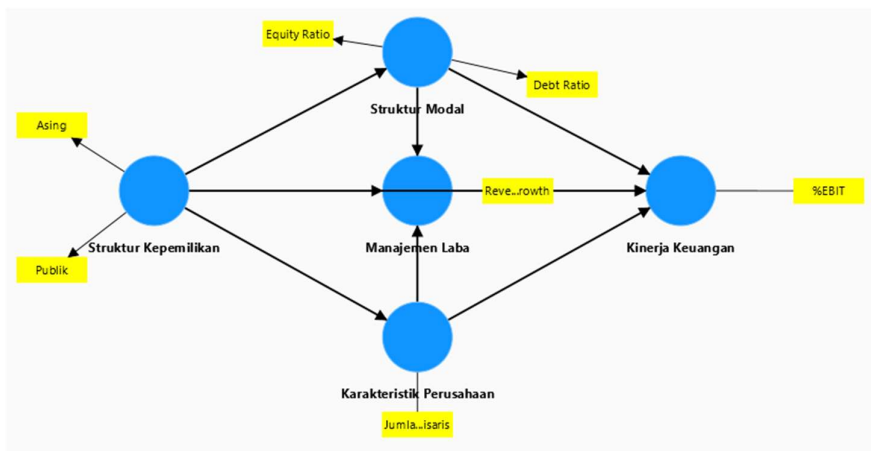 Equity Ratio
Debt Ratio
Struktur Modal
Asing
Struktur Kepemilikan
Publik
Reve...rowth
Manajemen Laba
%EBIT
Kinerja Keuangan
Karakteristik Perusahaan
Jumla...isaris